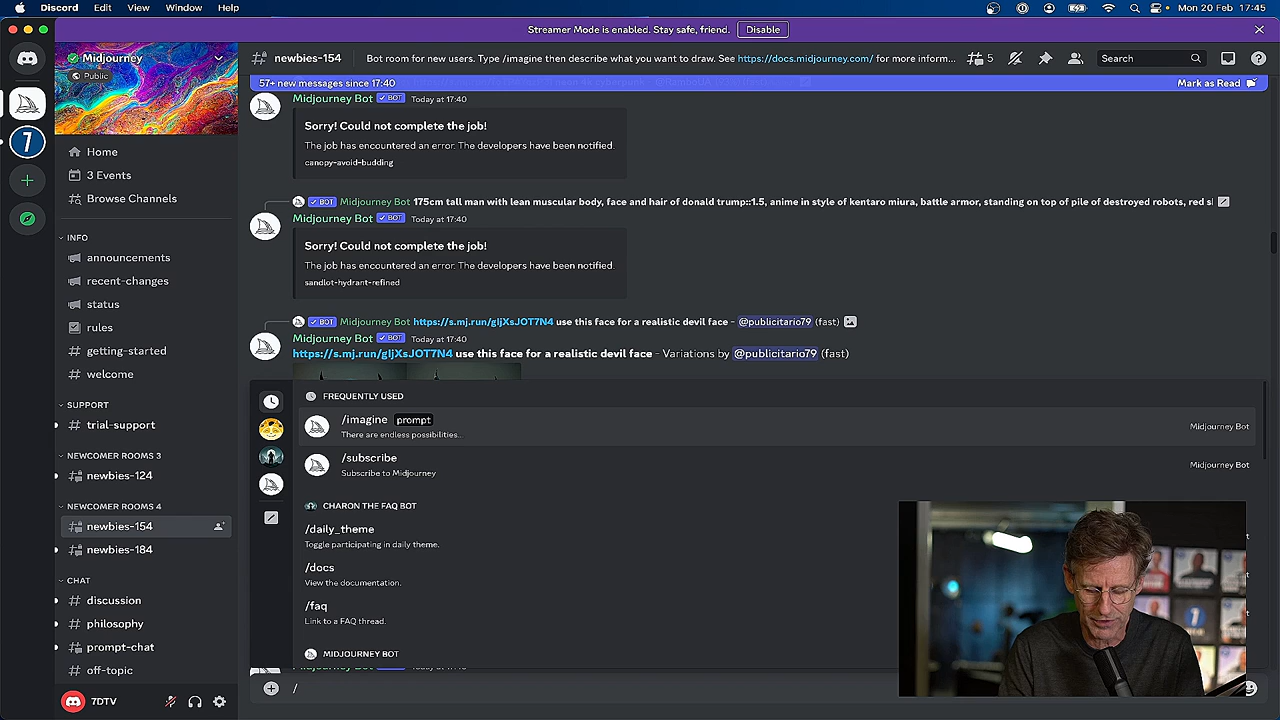 Discord Edit View Window Help
Mon 20 Feb 17:45
Streamer Mode is enabled. Stay safe, friend. Disable
Midjourney
Public
Home
3 Events
Browse Channels
INFO
announcements
recent-changes
status
rules
getting-started
welcome
SUPPORT
trial-support
NEWCOMER ROOMS 3
newbies-124
NEWCOMER ROOMS 4
newbies-154
newbies-184
CHAT
discussion
philosophy
prompt-chat
off-topic
7DTV
newbies-154 Bot room for new users. Type /imagine then describe what you want to draw. See https://docs.midjourney.com/ for more inform... 5 Search
57+ new messages since 17:40 Mark as Read
Midjourney Bot BOT Today at 17:40
Sorry! Could not complete the job!
The job has encountered an error. The developers have been notified.
canopy-avoid-budding
BOT Midjourney Bot 175cm tall man with lean muscular body, face and hair of donald trump::1.5, anime in style of kentaro miura, battle armor, standing on top of pile of destroyed robots, red si
Midjourney Bot BOT Today at 17:40
Sorry! Could not complete the job!
The job has encountered an error. The developers have been notified.
sandlot-hydrant-refined
BOT Midjourney Bot https://s.mj.run/gIjXsJOT7N4 use this face for a realistic devil face - @publicitario79 (fast)
Midjourney Bot BOT Today at 17:40
https://s.mj.run/gIjXsJOT7N4 use this face for a realistic devil face - Variations by @publicitario79 (fast)
FREQUENTLY USED
/imagine prompt
There are endless possibilities...
Midjourney Bot
/subscribe
Subscribe to Midjourney
Midjourney Bot
CHARON THE FAQ BOT
/daily_theme
Toggle participating in daily theme.
/docs
View the documentation.
/faq
Link to a FAQ thread.
MIDJOURNEY BOT
/